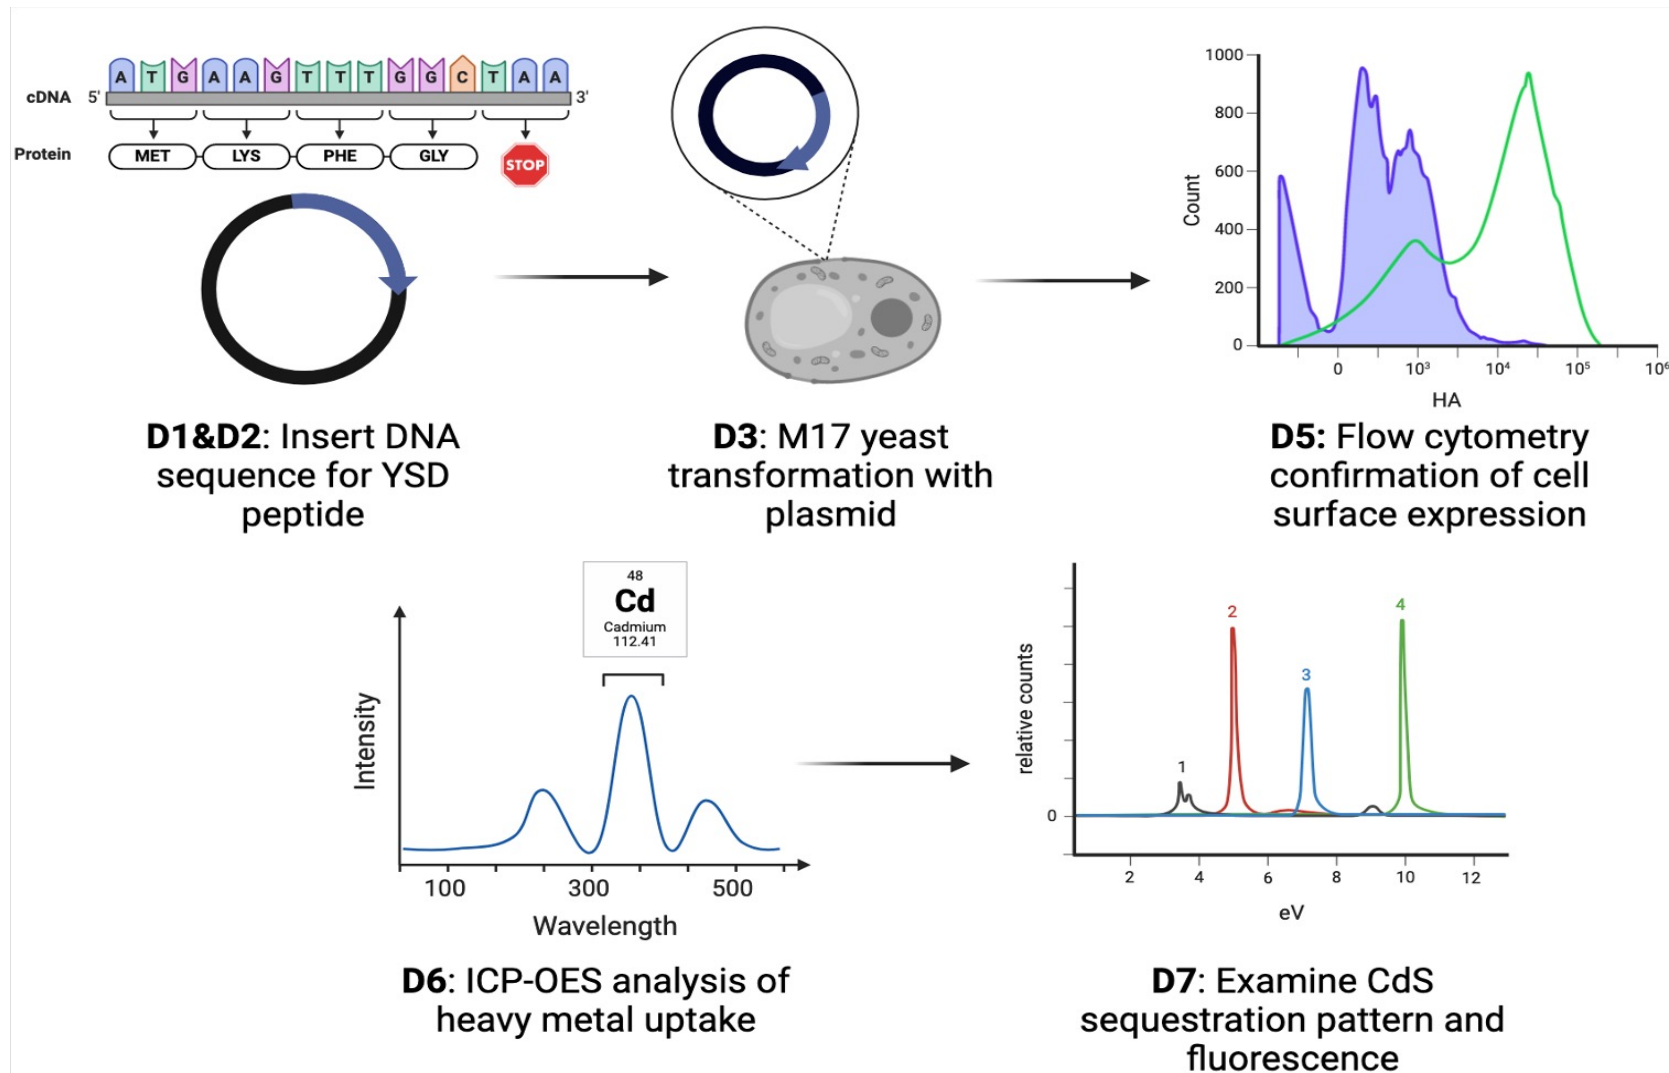 A T G A A G T T T G G C T A A
cDNA 5' 3'
Protein MET LYS PHE GLY STOP
D1&D2: Insert DNA
sequence for YSD
peptide
D3: M17 yeast
transformation with
plasmid
1000
800
600
400
200
0
Count
0 10³ 10⁴ 10⁵ 10⁶
HA
D5: Flow cytometry
confirmation of cell
surface expression
48
Cd
Cadmium
112.41
Intensity
100 300 500
Wavelength
D6: ICP-OES analysis of
heavy metal uptake
relative counts
0
1
2
3
4
2 4 6 8 10 12
eV
D7: Examine CdS
sequestration pattern and
fluorescence